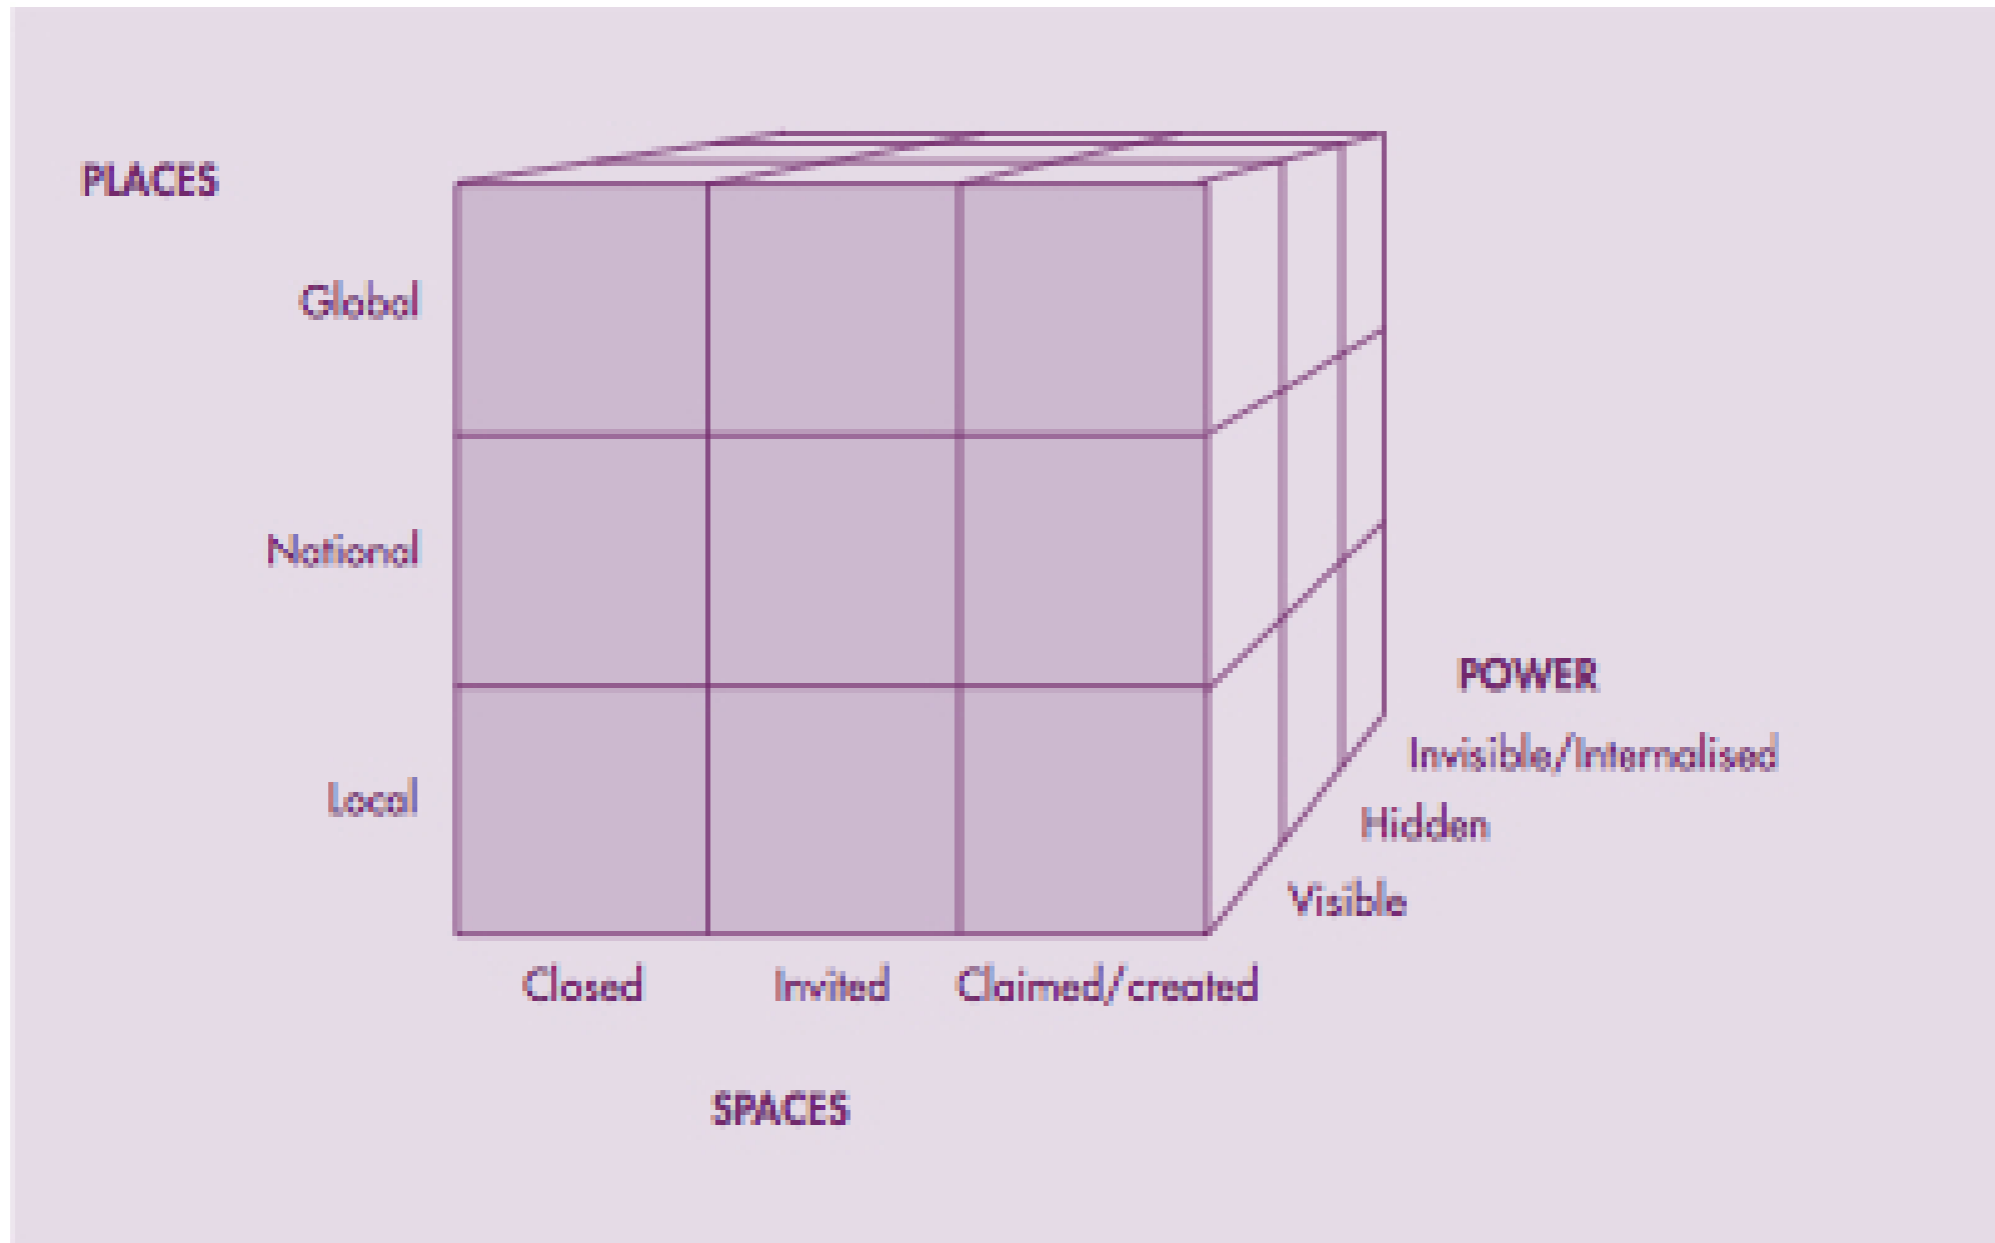 PLACES
Global
National
Local
POWER
Invisible/Internalised
Hidden
Visible
Closed Invited Claimed/created
SPACES